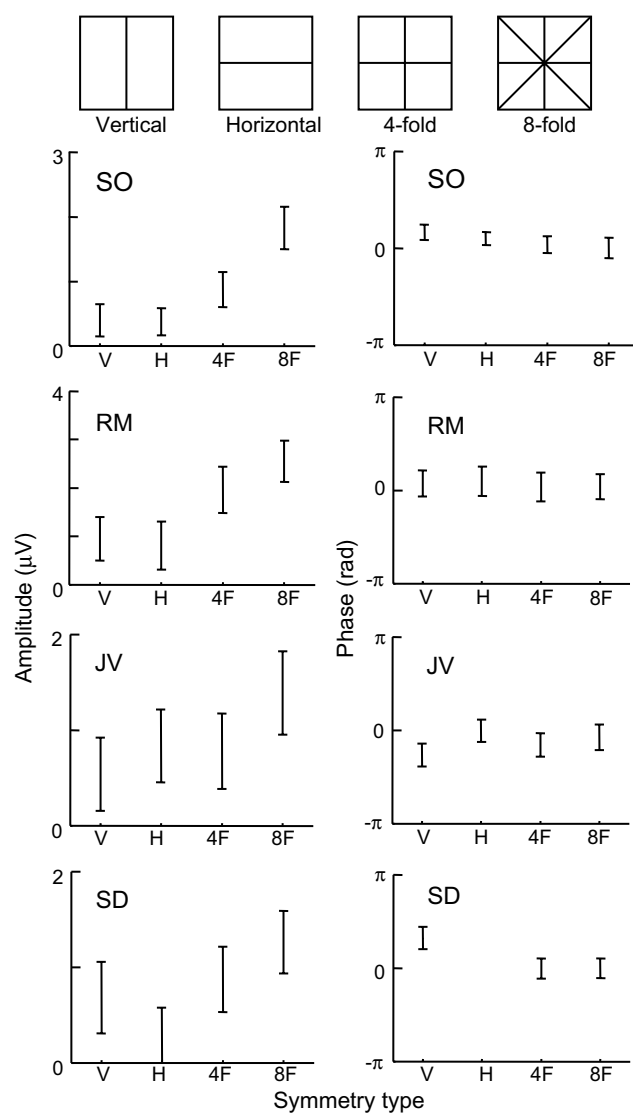 Vertical Horizontal 4-fold 8-fold
3
SO
0
V H 4F 8F
π
SO
0
-π
V H 4F 8F
4
RM
0
V H 4F 8F
π
RM
0
-π
V H 4F 8F
Amplitude (μV)
Phase (rad)
2
JV
0
V H 4F 8F
π
JV
0
-π
V H 4F 8F
2
SD
0
V H 4F 8F
π
SD
0
-π
V H 4F 8F
Symmetry type